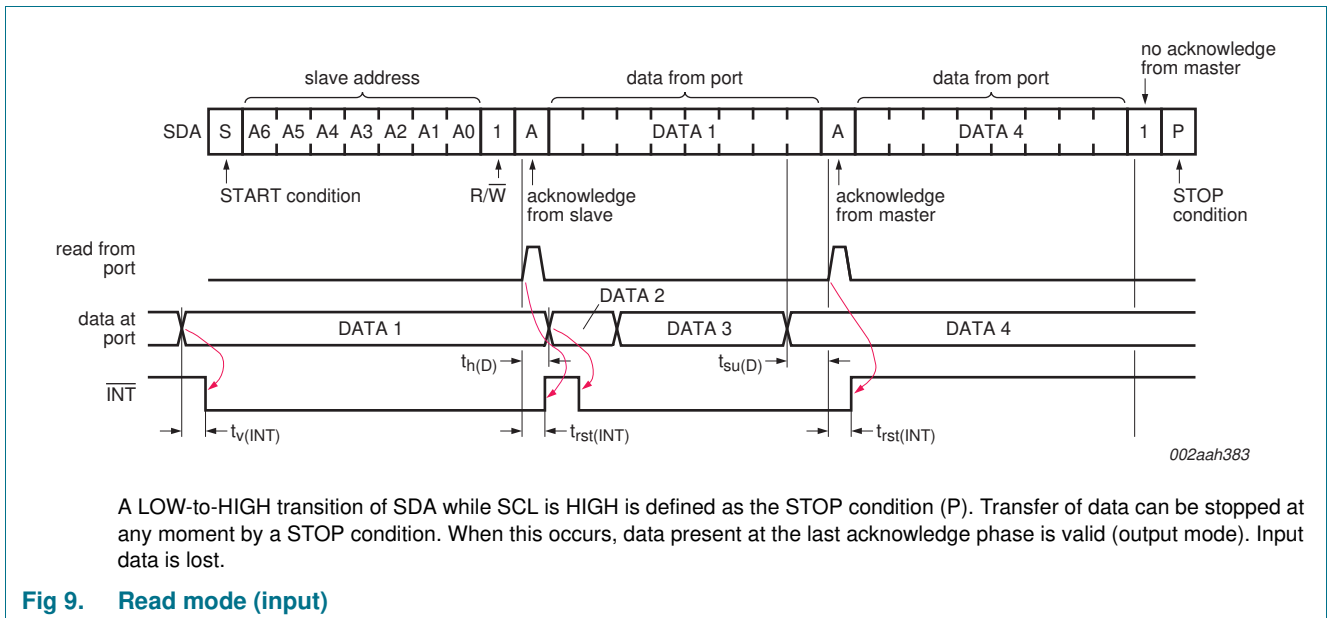 no acknowledge
from master
slave address
data from port
data from port
SDA S A6 A5 A4 A3 A2 A1 A0 1 A DATA 1 A DATA 4 1 P
START condition
R/W̅
acknowledge
from slave
acknowledge
from master
STOP
condition
read from
port
DATA 2
data at
port
DATA 1
DATA 3
DATA 4
th(D)
tsu(D)
I̅N̅T̅
tv(INT)
trst(INT)
trst(INT)
002aah383
A LOW-to-HIGH transition of SDA while SCL is HIGH is defined as the STOP condition (P). Transfer of data can be stopped at
any moment by a STOP condition. When this occurs, data present at the last acknowledge phase is valid (output mode). Input
data is lost.
Fig 9. Read mode (input)